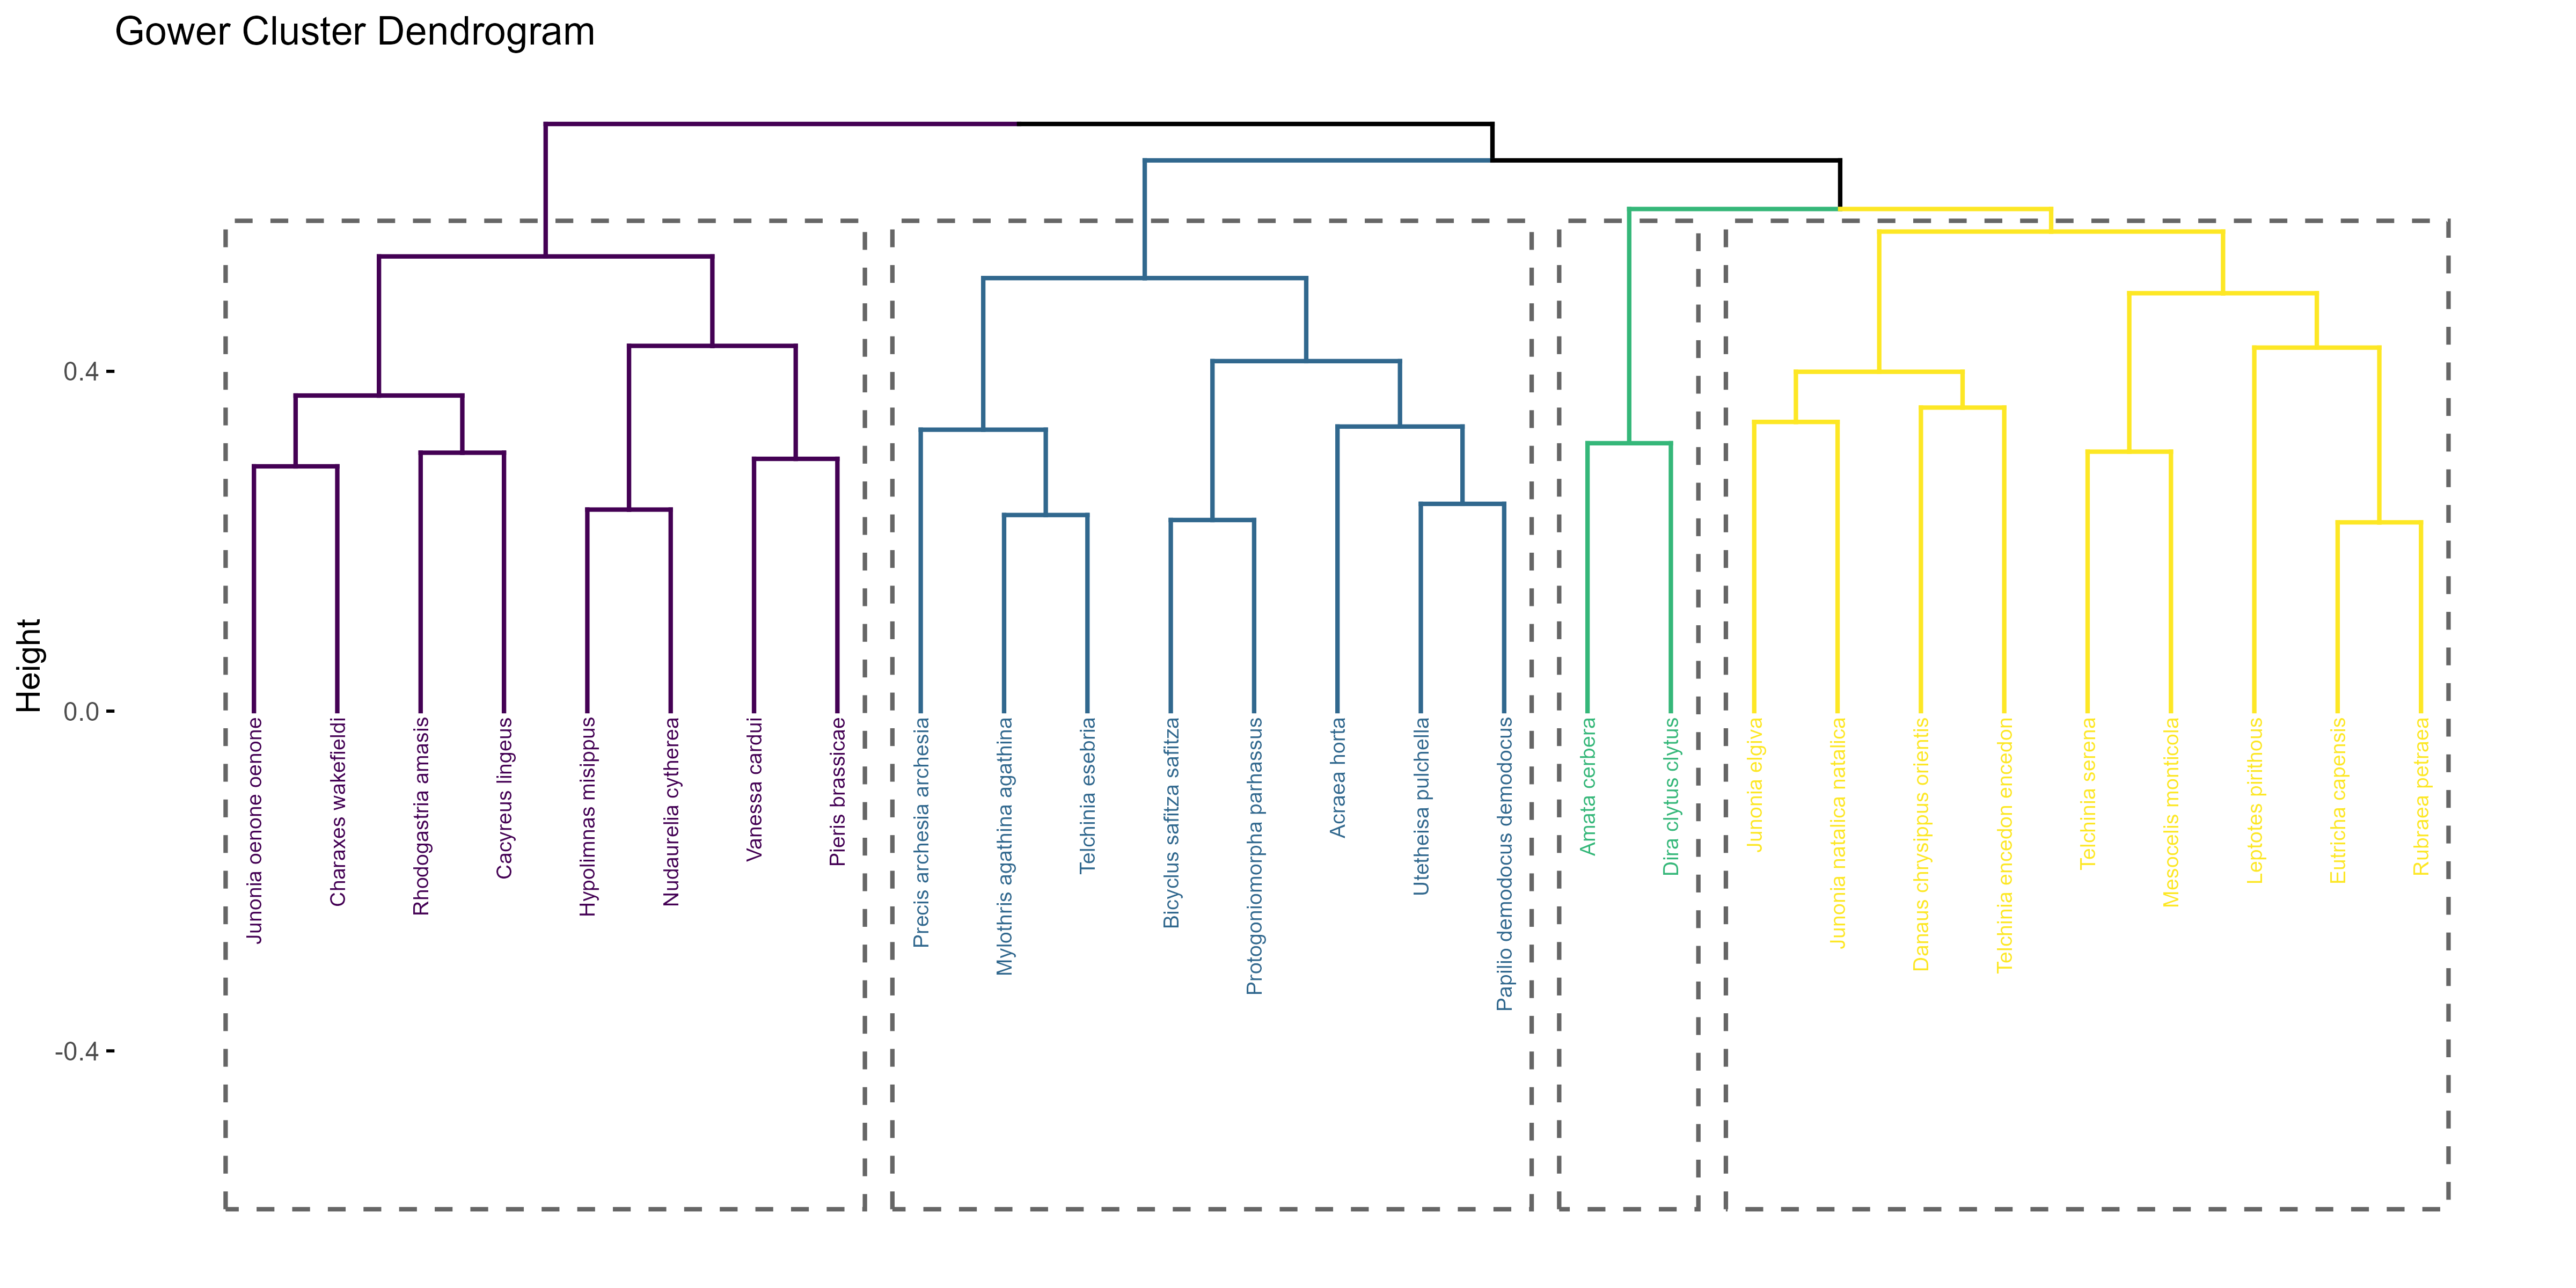 Gower Cluster Dendrogram
Height
0.4
0.0
-0.4
Junonia oenone oenone
Charaxes wakefieldi
Rhodogastria amasis
Cacyreus lingeus
Hypolimnas misippus
Nudaurelia cytherea
Vanessa cardui
Pieris brassicae
Precis archesia archesia
Mylothris agathina agathina
Telchinia esebria
Bicyclus safitza safitza
Protogoniomorpha parhassus
Acraea horta
Utetheisa pulchella
Papilio demodocus demodocus
Amata cerbera
Dira clytus clytus
Junonia elgiva
Junonia natalica natalica
Danaus chrysippus orientis
Telchinia encedon encedon
Telchinia serena
Mesocelis monticola
Leptotes pirithous
Eutricha capensis
Rubraea petraea